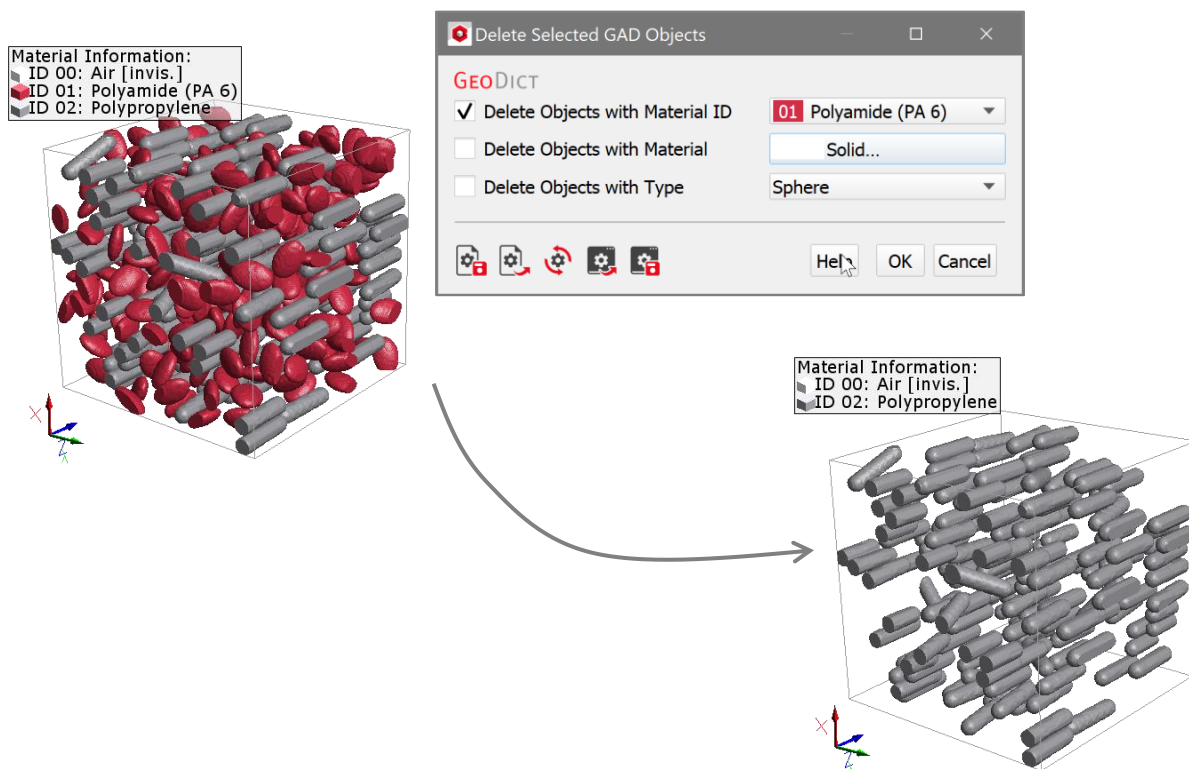 Material Information:
ID 00: Air [invis.]
ID 01: Polyamide (PA 6)
ID 02: Polypropylene
X
Delete Selected GAD Objects
GEODICT
Delete Objects with Material ID
01 Polyamide (PA 6)
Delete Objects with Material
Solid...
Delete Objects with Type
Sphere
Help
OK
Cancel
Material Information:
ID 00: Air [invis.]
ID 02: Polypropylene
X